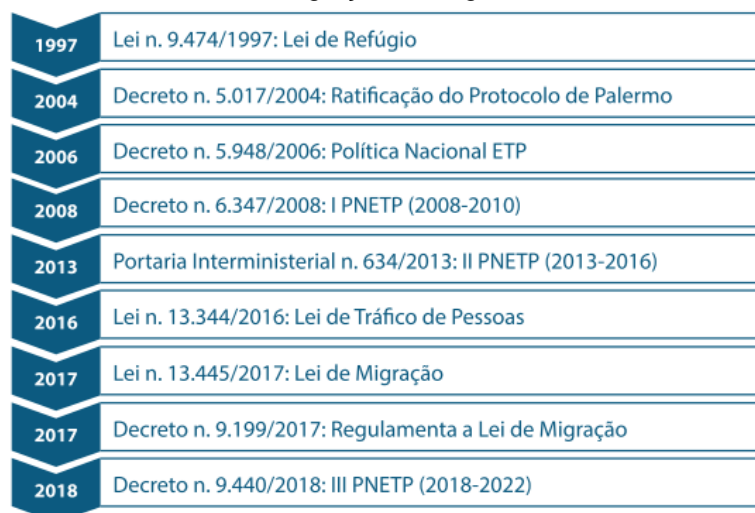 1997 Lei n. 9.474/1997: Lei de Refúgio
2004 Decreto n. 5.017/2004: Ratificação do Protocolo de Palermo
2006 Decreto n. 5.948/2006: Política Nacional ETP
2008 Decreto n. 6.347/2008: I PNETP (2008-2010)
2013 Portaria Interministerial n. 634/2013: II PNETP (2013-2016)
2016 Lei n. 13.344/2016: Lei de Tráfico de Pessoas
2017 Lei n. 13.445/2017: Lei de Migração
2017 Decreto n. 9.199/2017: Regulamenta a Lei de Migração
2018 Decreto n. 9.440/2018: III PNETP (2018-2022)